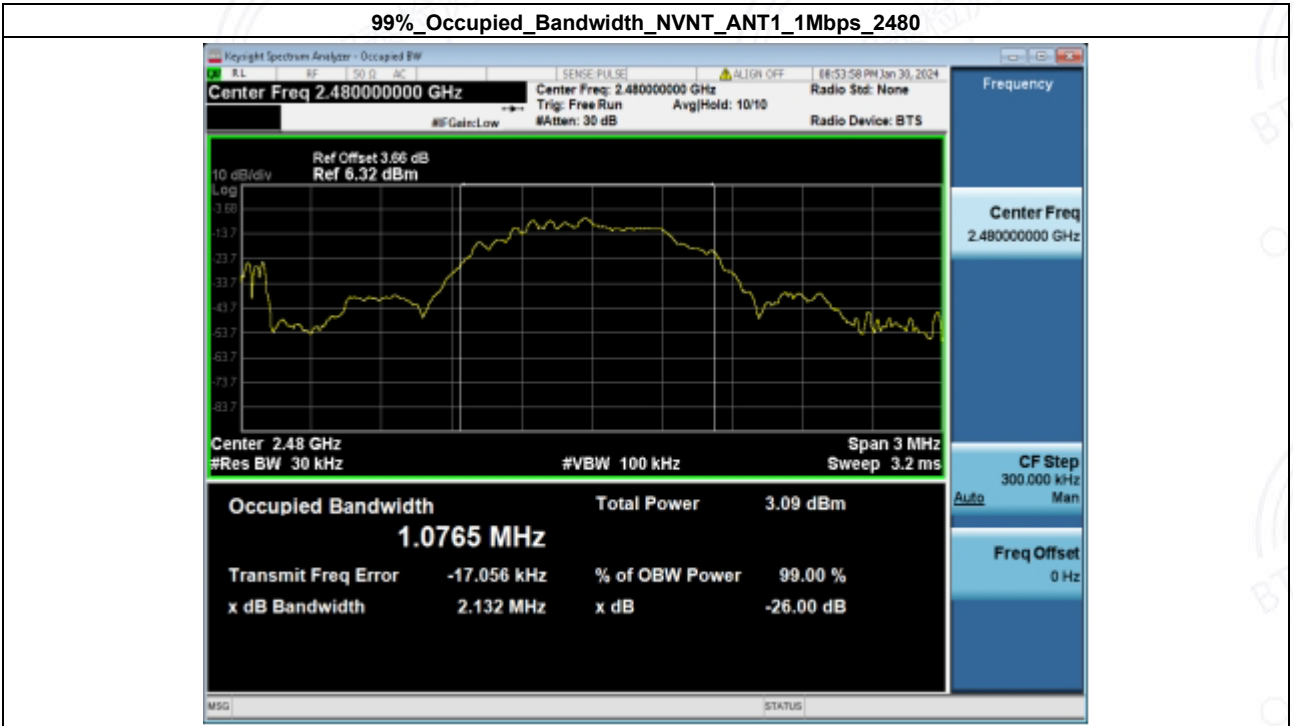 99%_Occupied_Bandwidth_NVNT_ANT1_1Mbps_2480
Keysight Spectrum Analyzer - Occupied BW
RL RF 50 Ω AC SENSE:PULSE ALIGN OFF 08:53:58 PM Jan 30, 2024
Center Freq 2.480000000 GHz
Center Freq: 2.480000000 GHz
Radio Std: None
Trig: Free Run Avg|Hold: 10/10
#IFGain:Low #Atten: 30 dB Radio Device: BTS
Ref Offset 3.66 dB
10 dB/div Ref 6.32 dBm
Log
-3.68
-13.7
-23.7
-33.7
-43.7
-53.7
-63.7
-73.7
-83.7
Center 2.48 GHz Span 3 MHz
#Res BW 30 kHz #VBW 100 kHz Sweep 3.2 ms
Occupied Bandwidth Total Power 3.09 dBm
1.0765 MHz
Transmit Freq Error -17.056 kHz % of OBW Power 99.00 %
x dB Bandwidth 2.132 MHz x dB -26.00 dB
MSG STATUS
Frequency
Center Freq
2.480000000 GHz
CF Step
300.000 kHz
Auto Man
Freq Offset
0 Hz